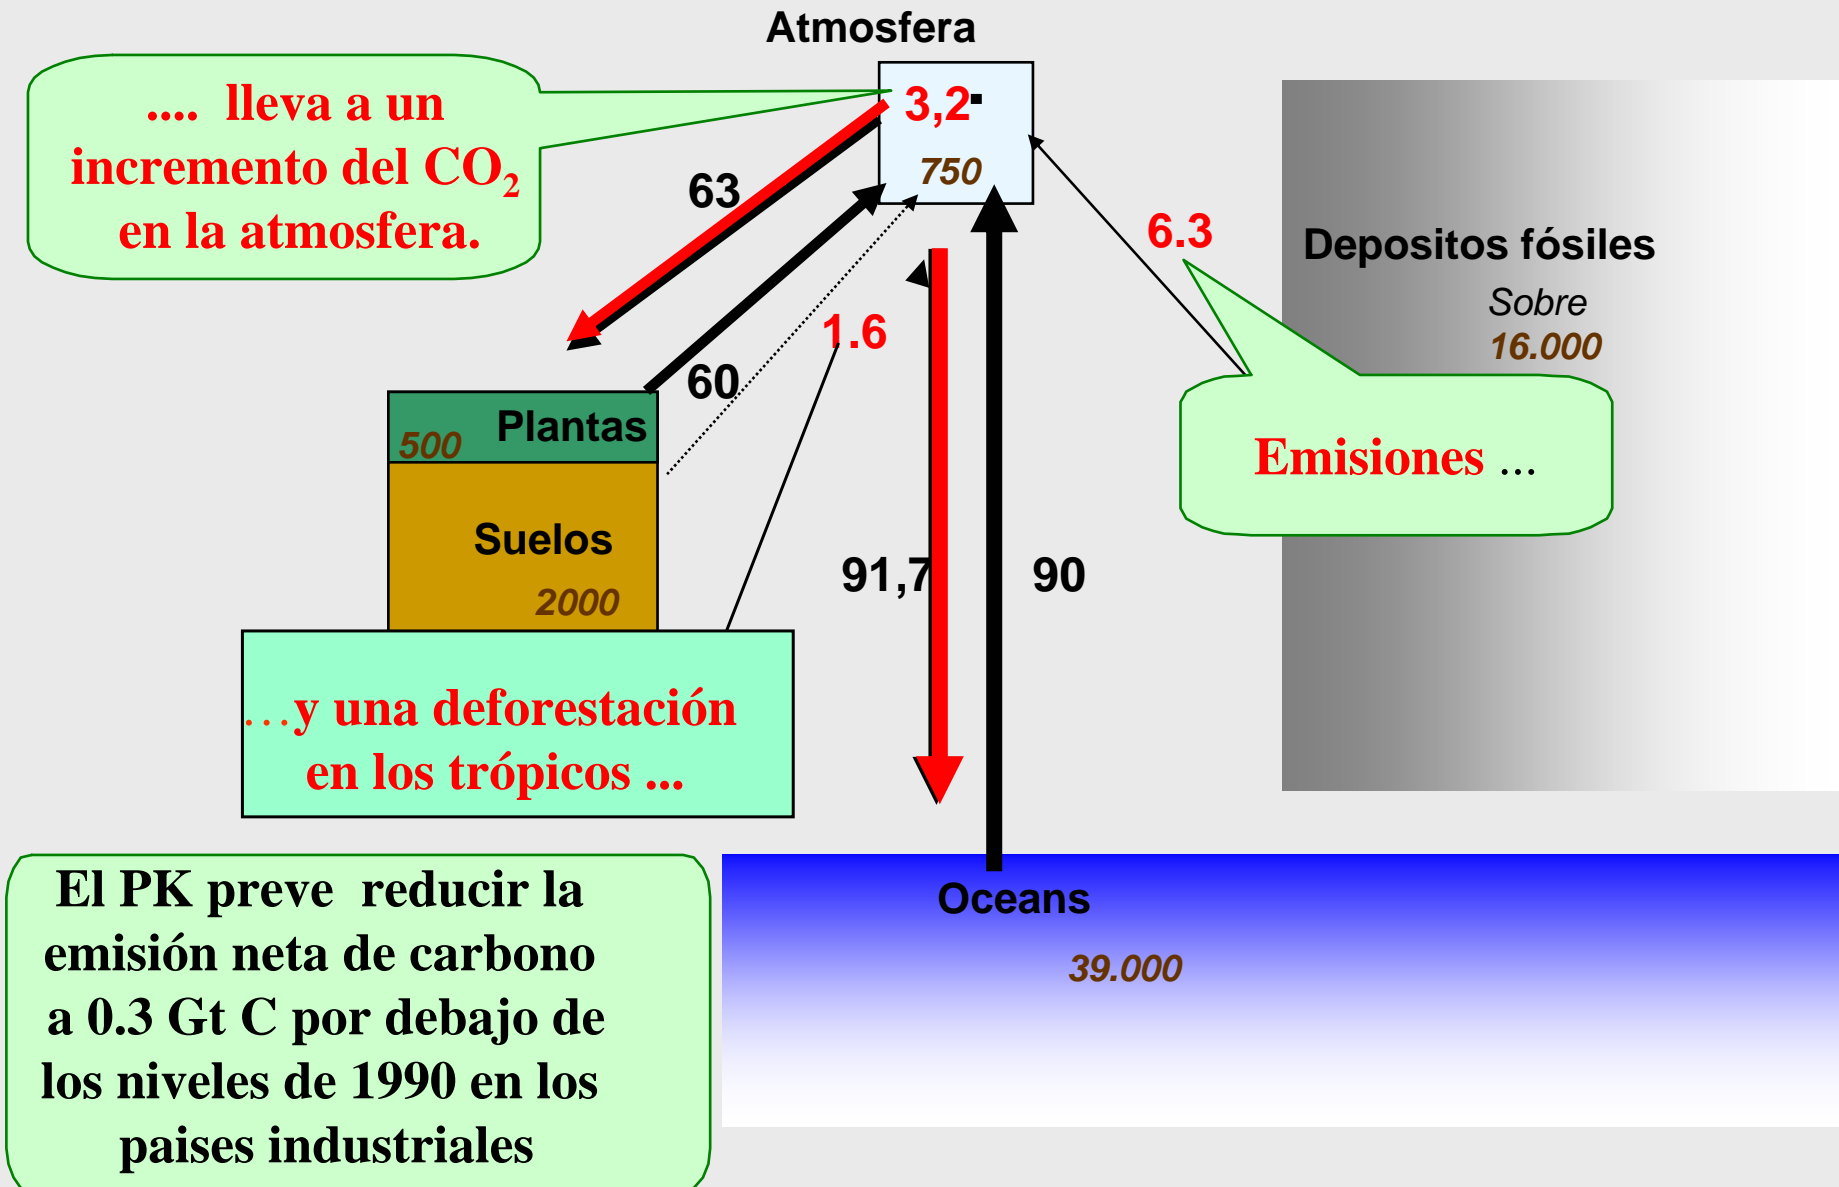 Atmosfera
.... lleva a un
incremento del CO₂
en la atmosfera.
3,2
750
63
6.3
Depositos fósiles
Sobre
16.000
1.6
60
Plantas
500
Emisiones ...
Suelos
2000
91,7
90
...y una deforestación
en los trópicos ...
El PK preve reducir la
emisión neta de carbono
a 0.3 Gt C por debajo de
los niveles de 1990 en los
paises industriales
Oceans
39.000